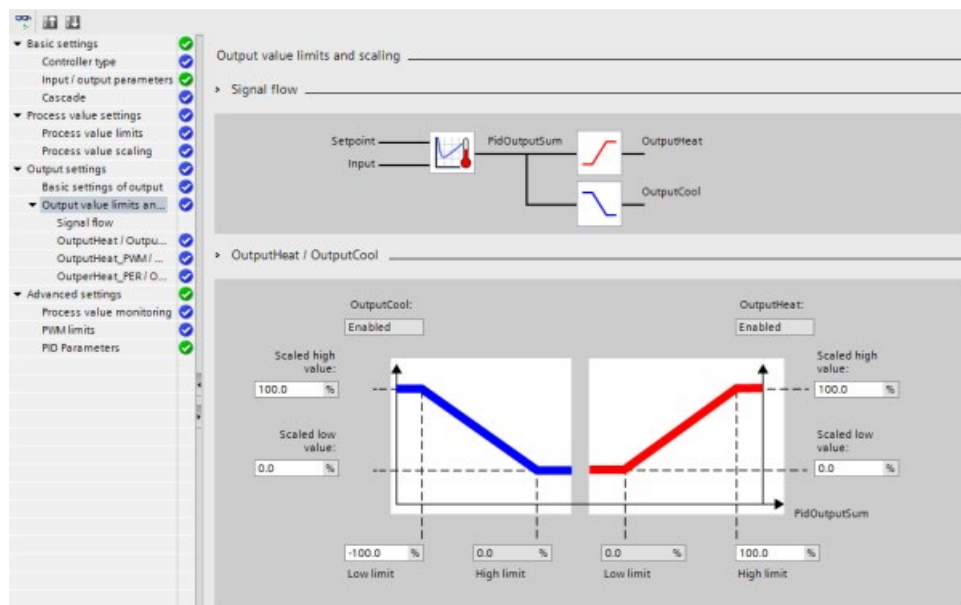 Basic settings
Controller type
Input / output parameters
Cascade
Process value settings
Process value limits
Process value scaling
Output settings
Basic settings of output
Output value limits an...
Signal flow
OutputHeat / Outpu...
OutputHeat_PWM / ...
OutperHeat_PER / O...
Advanced settings
Process value monitoring
PWM limits
PID Parameters
Output value limits and scaling
Signal flow
Setpoint
Input
PidOutputSum
OutputHeat
OutputCool
OutputHeat / OutputCool
OutputCool:
Enabled
OutputHeat:
Enabled
Scaled high
value:
100.0 %
Scaled low
value:
0.0 %
Scaled high
value:
100.0 %
Scaled low
value:
0.0 %
PidOutputSum
-100.0 %
Low limit
0.0 %
High limit
0.0 %
Low limit
100.0 %
High limit